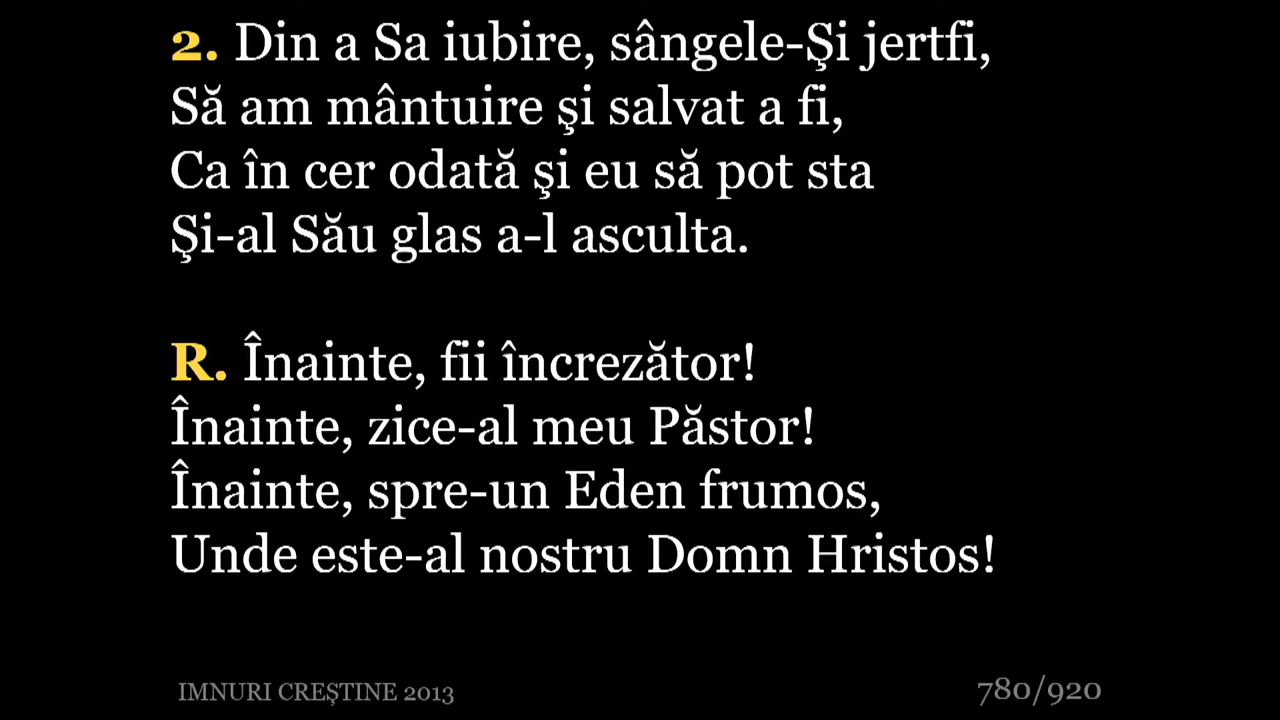 2. Din a Sa iubire, sângele-Şi jertfi,
Să am mântuire şi salvat a fi,
Ca în cer odată şi eu să pot sta
Şi-al Său glas a-l asculta.
R. Înainte, fii încrezător!
Înainte, zice-al meu Păstor!
Înainte, spre-un Eden frumos,
Unde este-al nostru Domn Hristos!
IMNURI CREŞTINE 2013
780/920